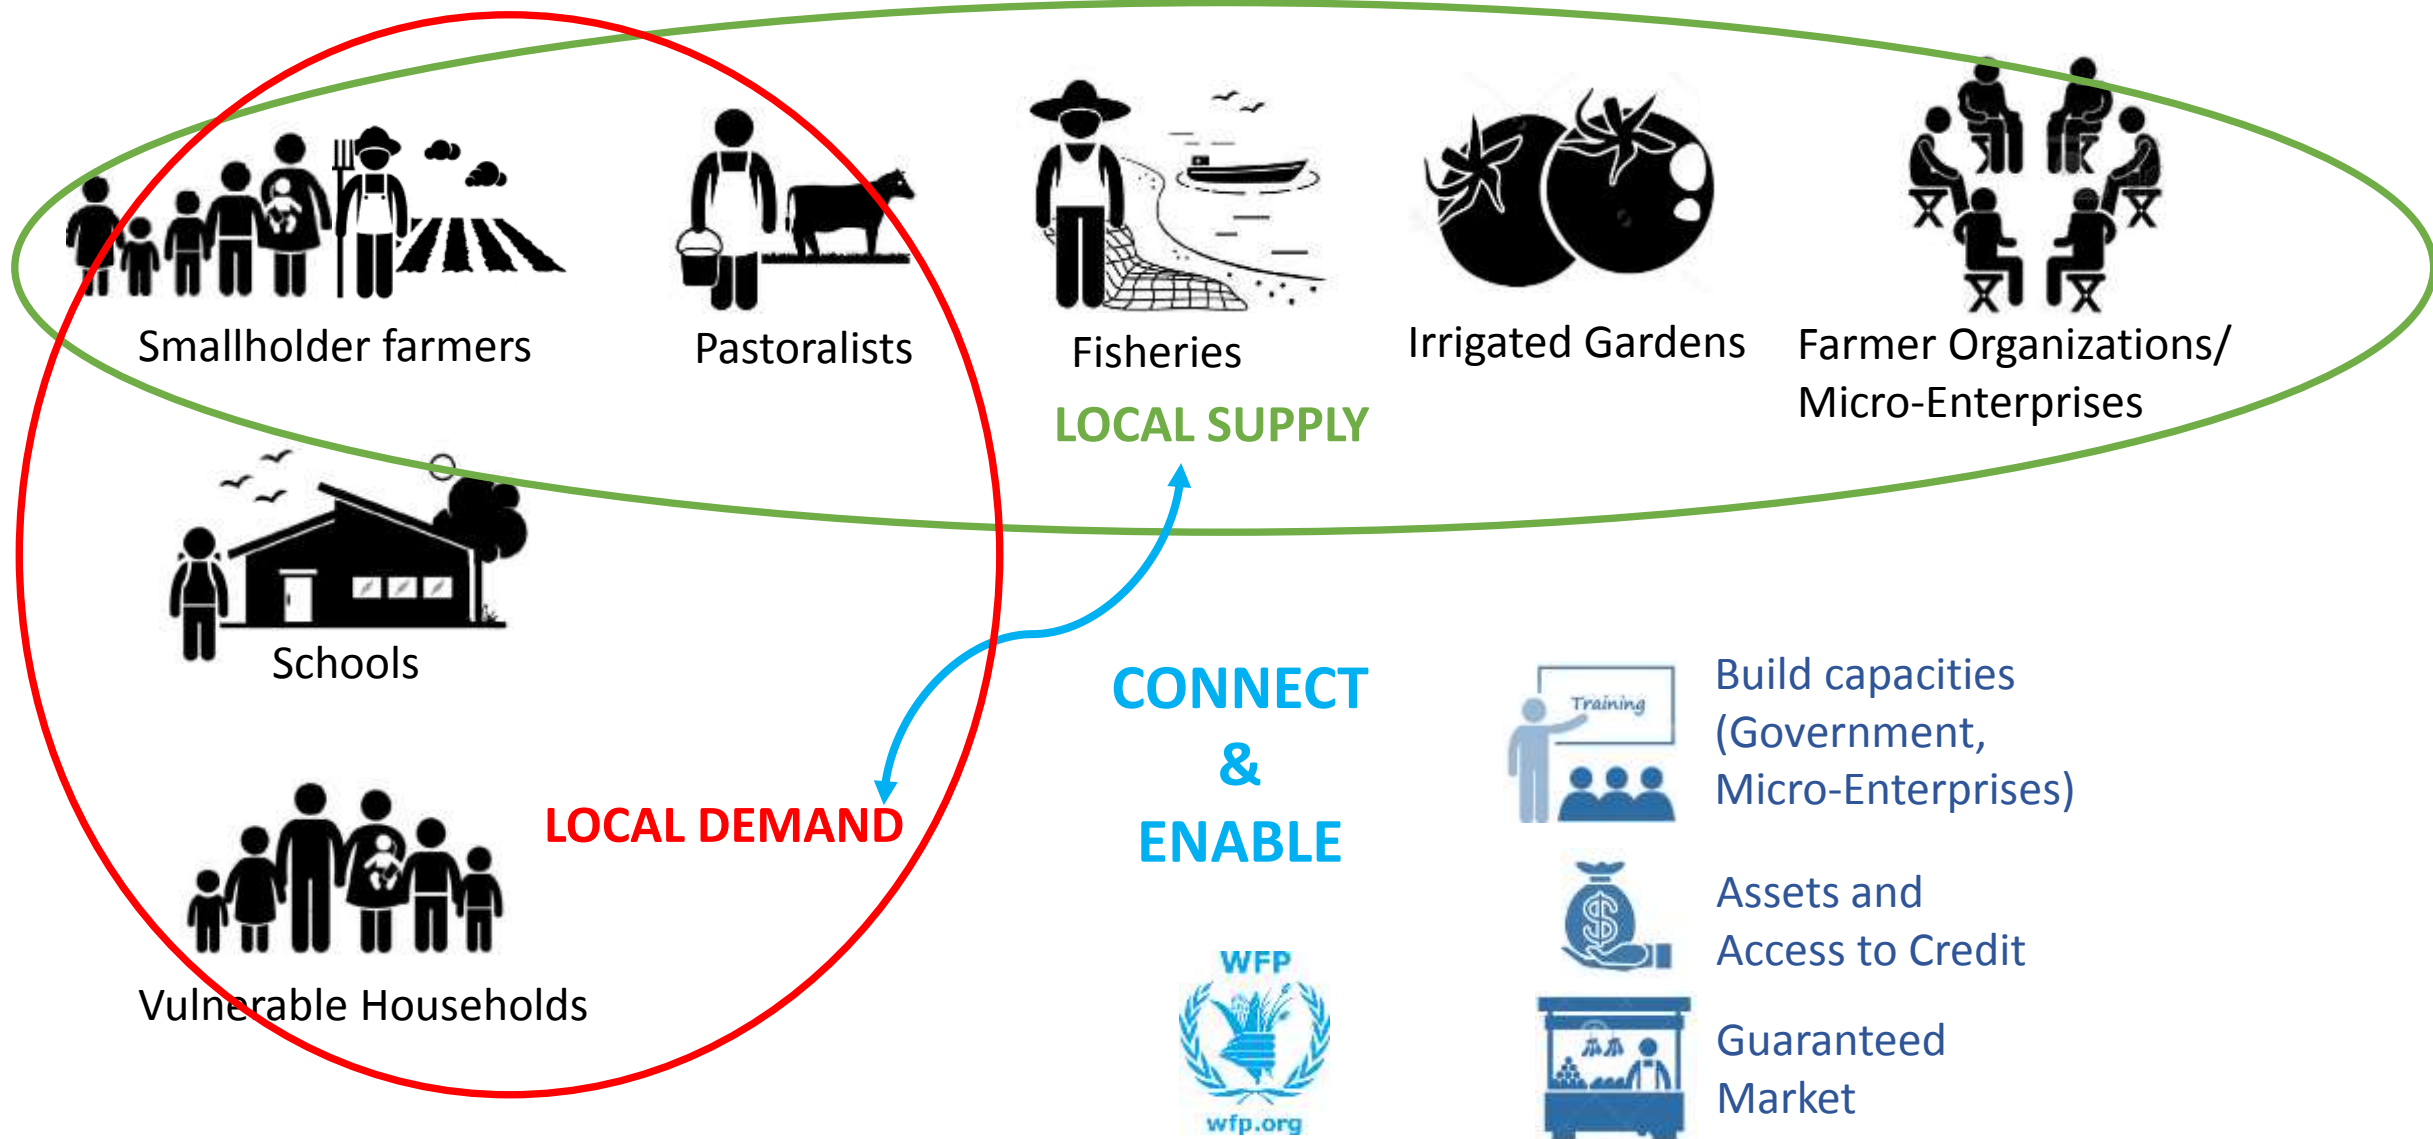 Smallholder farmers
Pastoralists
Fisheries
Irrigated Gardens
Farmer Organizations/
Micro-Enterprises
LOCAL SUPPLY
Schools
LOCAL DEMAND
Vulnerable Households
CONNECT
&
ENABLE
WFP
wfp.org
Training
Build capacities
(Government,
Micro-Enterprises)
$
Assets and
Access to Credit
Guaranteed
Market